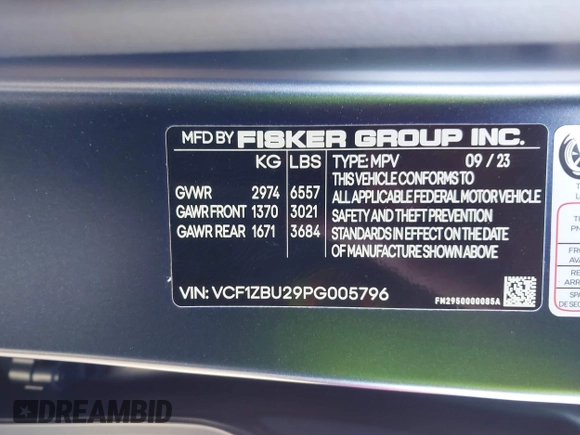 MFD BY FISKER GROUP INC.
KG LBS TYPE: MPV 09 / 23
GVWR 2974 6557
GAWR FRONT 1370 3021
GAWR REAR 1671 3684
THIS VEHICLE CONFORMS TO
ALL APPLICABLE FEDERAL MOTOR VEHICLE
SAFETY AND THEFT PREVENTION
STANDARDS IN EFFECT ON THE DATE
OF MANUFACTURE SHOWN ABOVE
VIN: VCF1ZBU29PG005796
FM2950000085A
DREAMBID